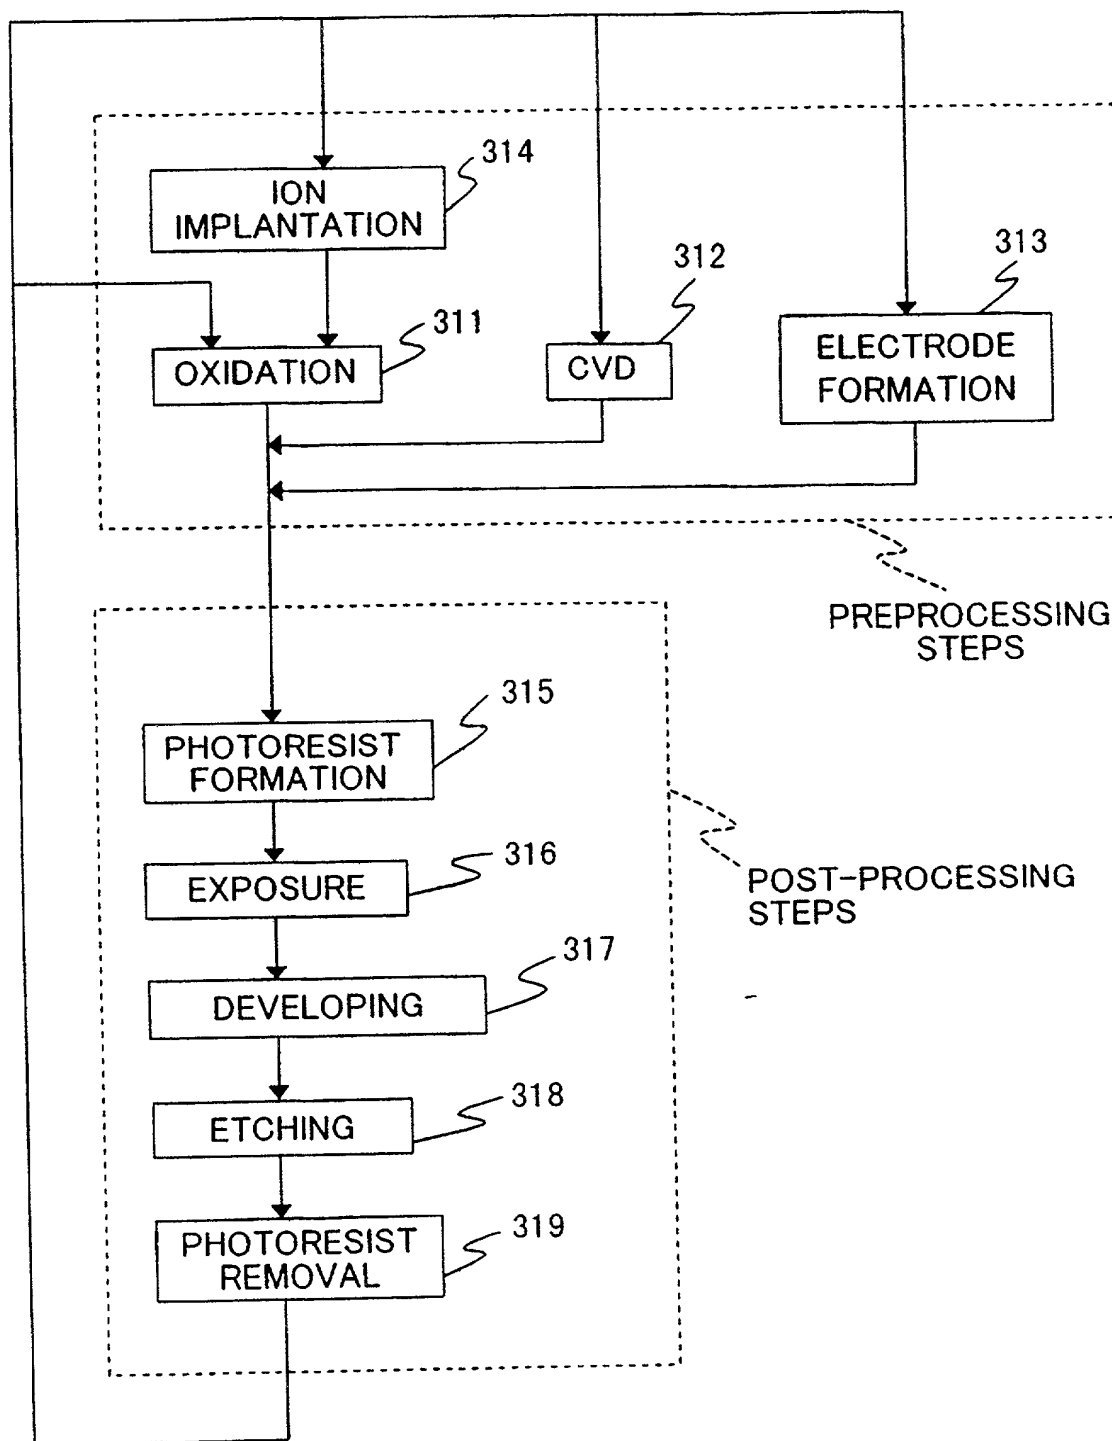 314
ION
IMPLANTATION
312
313
311
OXIDATION
CVD
ELECTRODE
FORMATION
PREPROCESSING
STEPS
315
PHOTORESIST
FORMATION
316
EXPOSURE
POST-PROCESSING
STEPS
317
DEVELOPING
318
ETCHING
319
PHOTORESIST
REMOVAL